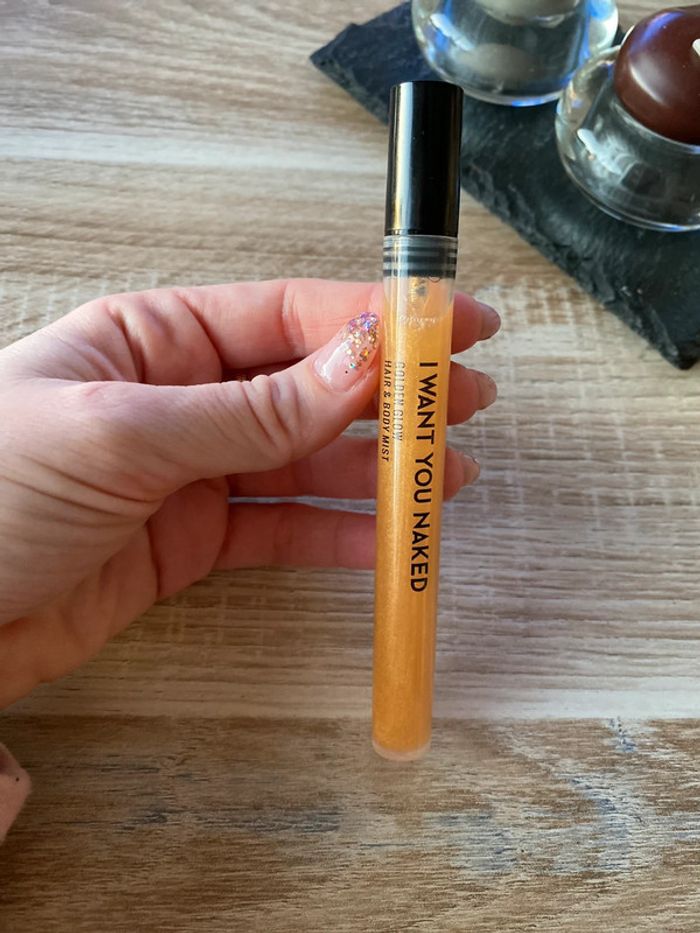 I WANT YOU NAKED
GOLDEN GLOW
HAIR & BODY MIST